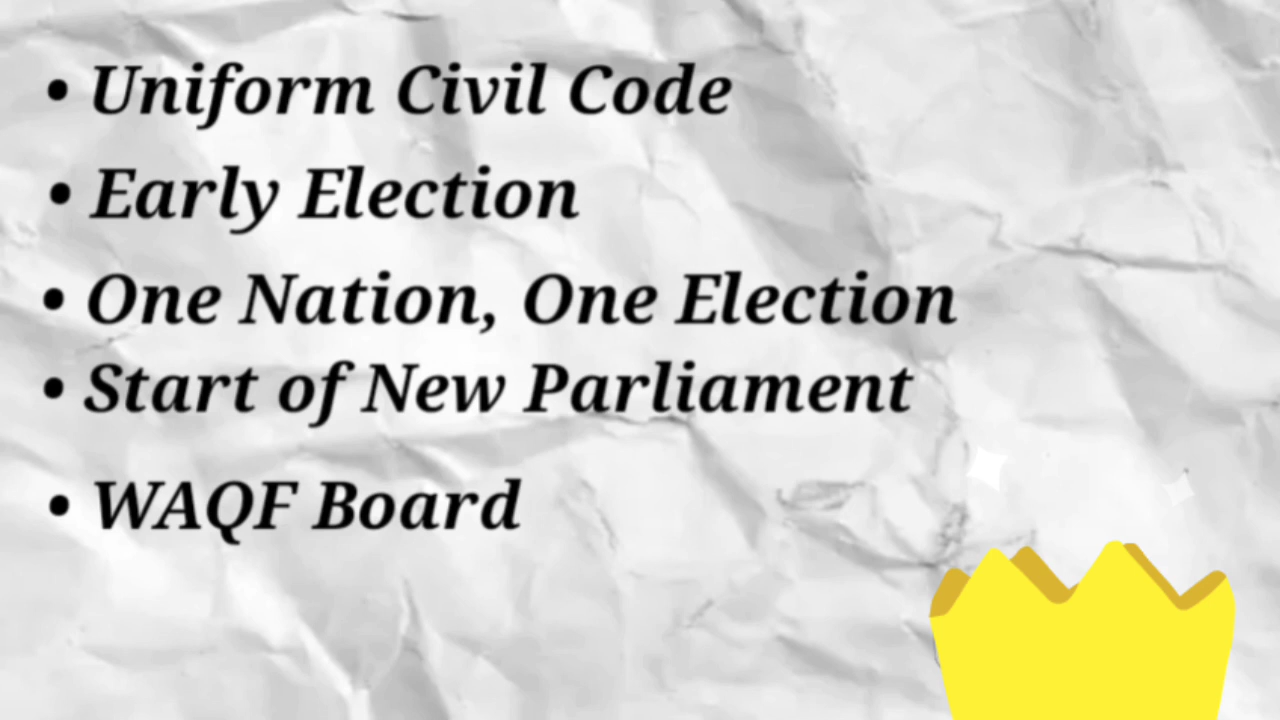 • Uniform Civil Code
• Early Election
• One Nation, One Election
• Start of New Parliament
• WAQF Board